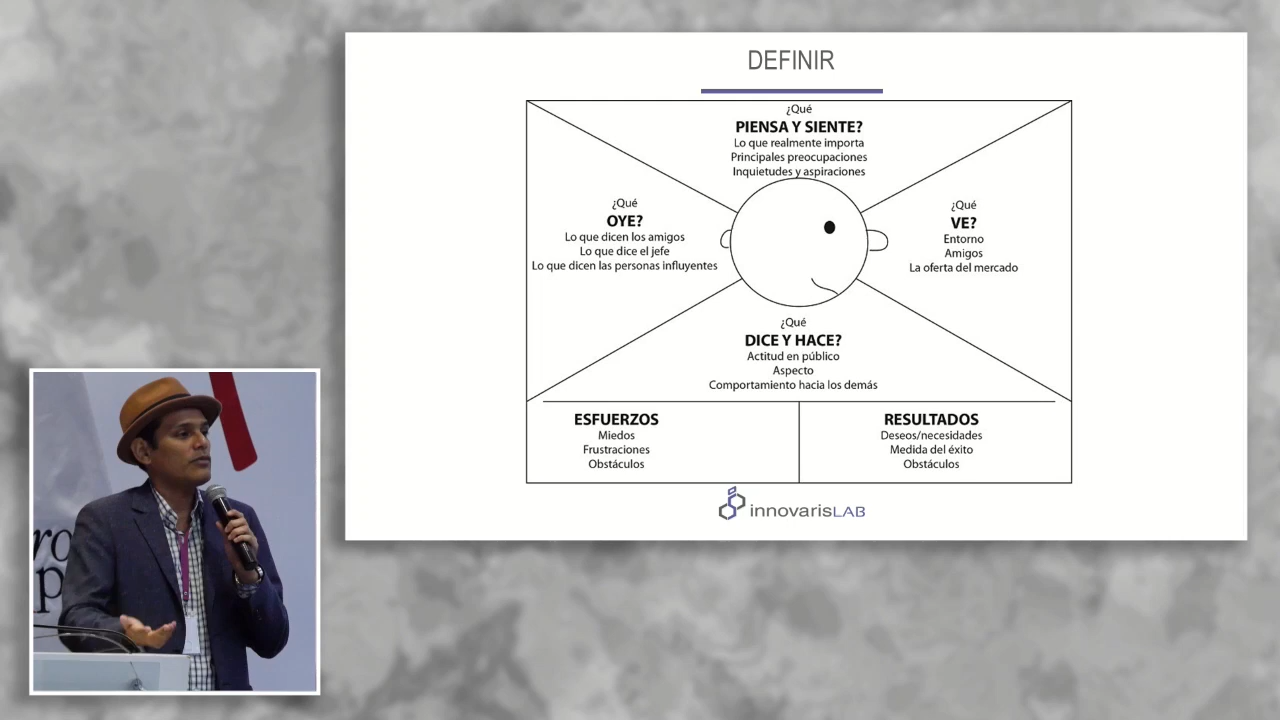 DEFINIR
¿Qué
PIENSA Y SIENTE?
Lo que realmente importa
Principales preocupaciones
Inquietudes y aspiraciones
¿Qué
OYE?
Lo que dicen los amigos
Lo que dice el jefe
Lo que dicen las personas influyentes
¿Qué
VE?
Entorno
Amigos
La oferta del mercado
¿Qué
DICE Y HACE?
Actitud en público
Aspecto
Comportamiento hacia los demás
ESFUERZOS
Miedos
Frustraciones
Obstáculos
RESULTADOS
Deseos/necesidades
Medida del éxito
Obstáculos
innovarisLAB